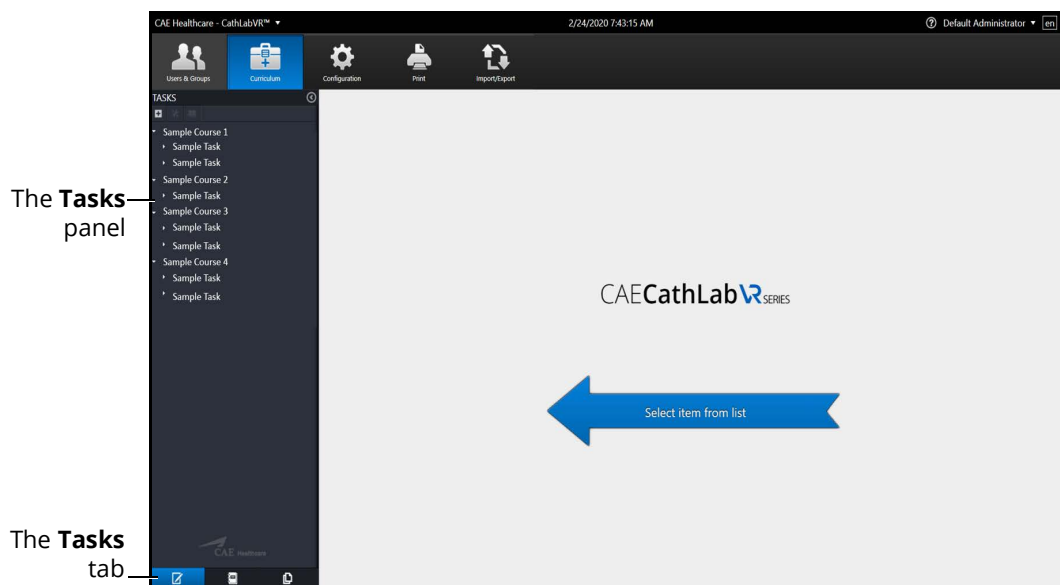 CAE Healthcare - CathLabVR™
2/24/2020 7:43:15 AM
Default Administrator
en
Users & Groups
Curriculum
Configuration
Print
Import/Export
TASKS
Sample Course 1
Sample Task
Sample Task
Sample Course 2
Sample Task
Sample Course 3
Sample Task
Sample Task
Sample Course 4
Sample Task
Sample Task
The Tasks
panel
CAECathLabVR SERIES
Select item from list
CAE Healthcare
The Tasks
tab